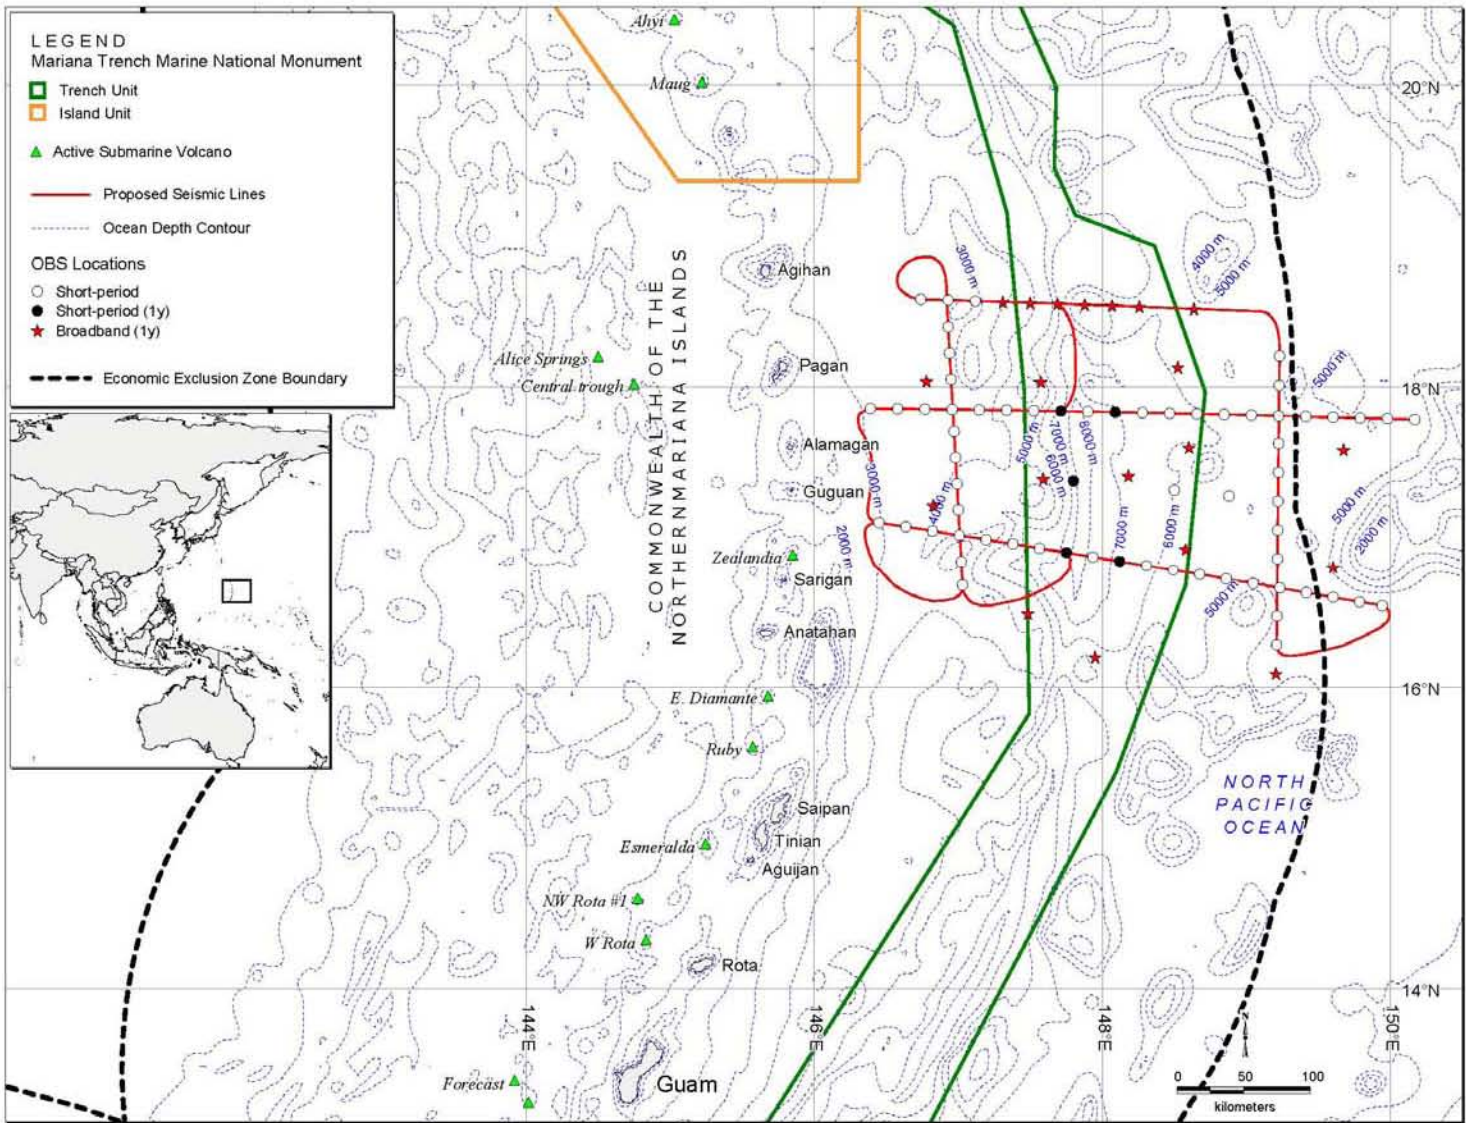 LEGEND
Mariana Trench Marine National Monument
Trench Unit
Island Unit
Active Submarine Volcano
Proposed Seismic Lines
Ocean Depth Contour
OBS Locations
Short-period
Short-period (1y)
Broadband (1y)
Economic Exclusion Zone Boundary
Ahyi
Maug
20°N
COMMONWEALTH OF THE
NORTHERNMARIANA ISLANDS
Agihan
3000 m
4000 m
5000 m
Alice Springs
Pagan
Central trough
5000 m
18°N
Alamagan
5000 m
7000 m
6000 m
8000 m
Guguan
3000 m
4000 m
7000 m
6000 m
5000 m
2000 m
2000 m
Zealandia
Sarigan
5000 m
Anatahan
E. Diamante
16°N
Ruby
NORTH
PACIFIC
OCEAN
Saipan
Tinian
Aguijan
Esmeralda
NW Rota #1
W Rota
Rota
14°N
144°E
146°E
148°E
150°E
Forecast
Guam
0 50 100
kilometers